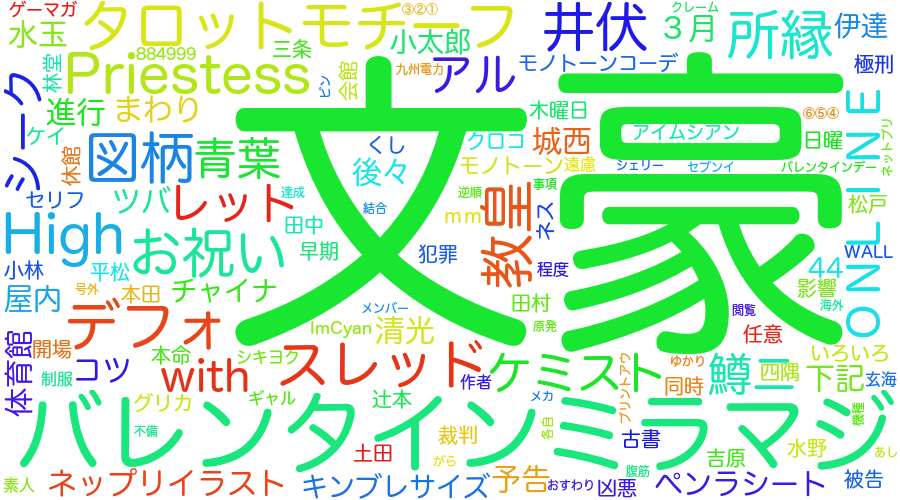 ゲーマガ
タロットモチーフ
③②①
クレーム
水玉
884999
三条
小太郎
井伏
3月
所縁
伊達
Priestess
林堂
会館
ピン
九州電力
アル
モノトーンコーデ
極刑
シーク
進行
まわり
木曜日
⑥⑤④
ONLINE
ケイ
休館
図柄
青葉
くし
クロコ
城西
アイムシアン
日曜
ネットプリ
後々
モノトーン
遠慮
シェリー
セブンイ
バレンタインデー
セリフ
ツバ
レット
達成
結合
逆順
事項
文豪
教皇
ネス
松戸
High
お祝い
田中
mm
早期
犯罪
WALL
小林
平松
程度
44
玄海
屋内
号外
本田
チャイナ
田村
閲覧
影響
海外
デフォ
メンバー
原発
任意
ImCyan
清光
体育館
開場
コッ
本命
シキヨク
スレッド
ケミスト
ゆかり
いろいろ
制服
with
作者
プリントアウ
同時
鱒二
四隅
下記
玄海
グリカ
ギャル
辻本
メカ
バレンタインミラマジ
不備
裁判
各自
古書
機種
土田
がら
吉原
水野
あし
素人
ネップリイラスト
キンブレサイズ
予告
おすわり
凶悪
腹筋
ペンラシート
被告